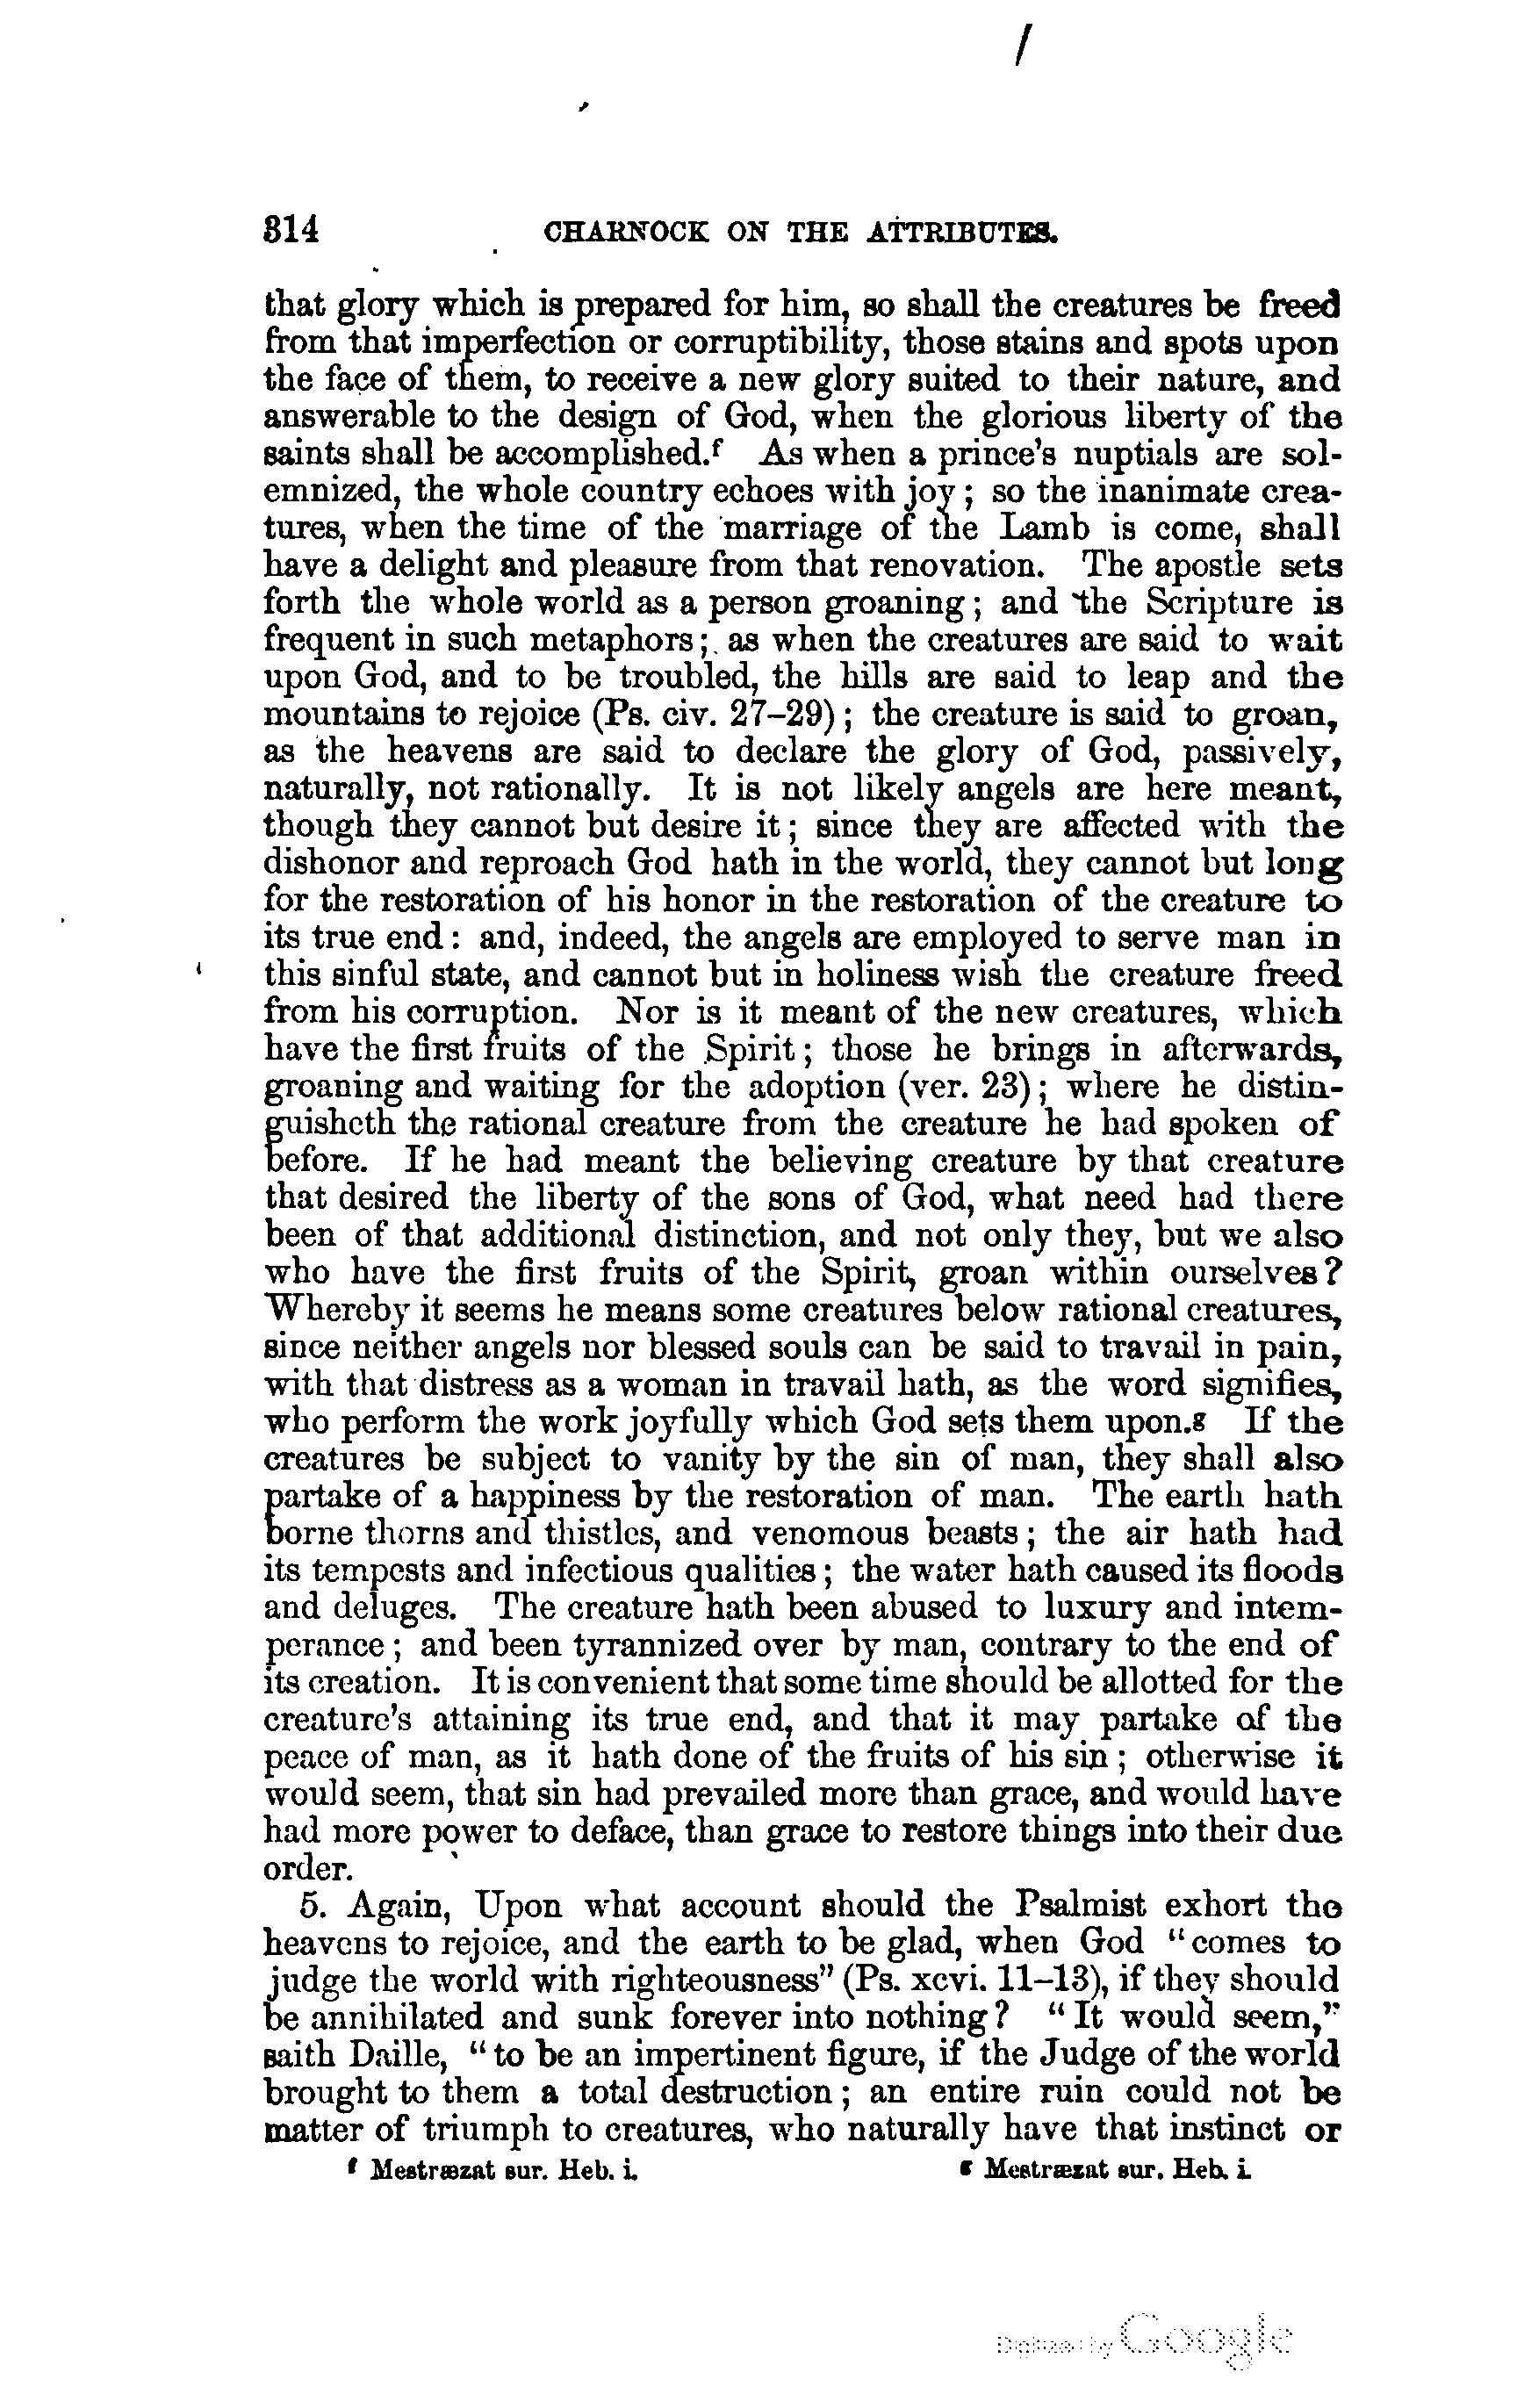 314 CHARNOCK ON THE ATTRIBUTES.
that glory which is prepared for him, so shall the creatures be freed
from that imperfection or corruptibility, those stains and spots upon
the face of them, to receive a new glory suited to their nature, and
answerable to the design of God, when the glorious liberty of the
saints shall be accomplished.f As when a prince's nuptials are sol-
emnized, the whole country echoes with joy; so the inanimate crea-
tures, when the time of the marriage of the Lamb is come, shall
have a delight and pleasure from that renovation. The apostle sets
forth the whole world as a person groaning; and the Scripture is
frequent in such metaphors; as when the creatures are said to wait
upon God, and to be troubled, the hills are said to leap and the
mountains to rejoice (Ps. civ. 27–29); the creature is said to groan,
as the heavens are said to declare the glory of God, passively,
naturally, not rationally. It is not likely angels are here meant,
though they cannot but desire it; since they are affected with the
dishonor and reproach God hath in the world, they cannot but long
for the restoration of his honor in the restoration of the creature to
its true end: and, indeed, the angels are employed to serve man in
this sinful state, and cannot but in holiness wish the creature freed
from his corruption. Nor is it meant of the new creatures, which
have the first fruits of the Spirit; those he brings in afterwards,
groaning and waiting for the adoption (ver. 23); where he distin-
guisheth the rational creature from the creature he had spoken of
before. If he had meant the believing creature by that creature
that desired the liberty of the sons of God, what need had there
been of that additional distinction, and not only they, but we also
who have the first fruits of the Spirit, groan within ourselves?
Whereby it seems he means some creatures below rational creatures,
since neither angels nor blessed souls can be said to travail in pain,
with that distress as a woman in travail hath, as the word signifies,
who perform the work joyfully which God sets them upon.g If the
creatures be subject to vanity by the sin of man, they shall also
partake of a happiness by the restoration of man. The earth hath
borne thorns and thistles, and venomous beasts; the air hath had
its tempests and infectious qualities; the water hath caused its floods
and deluges. The creature hath been abused to luxury and intem-
perance; and been tyrannized over by man, contrary to the end of
its creation. It is convenient that some time should be allotted for the
creature's attaining its true end, and that it may partake of the
peace of man, as it hath done of the fruits of his sin; otherwise it
would seem, that sin had prevailed more than grace, and would have
had more power to deface, than grace to restore things into their due
order.
5. Again, Upon what account should the Psalmist exhort the
heavens to rejoice, and the earth to be glad, when God "comes to
judge the world with righteousness" (Ps. xcvi. 11–13), if they should
be annihilated and sunk forever into nothing? "It would seem,"
saith Daille, "to be an impertinent figure, if the Judge of the world
brought to them a total destruction; an entire ruin could not be
matter of triumph to creatures, who naturally have that instinct or
f Mestræzat sur. Heb. i. g Mestræzat sur. Heb. i.
Digitized by Google